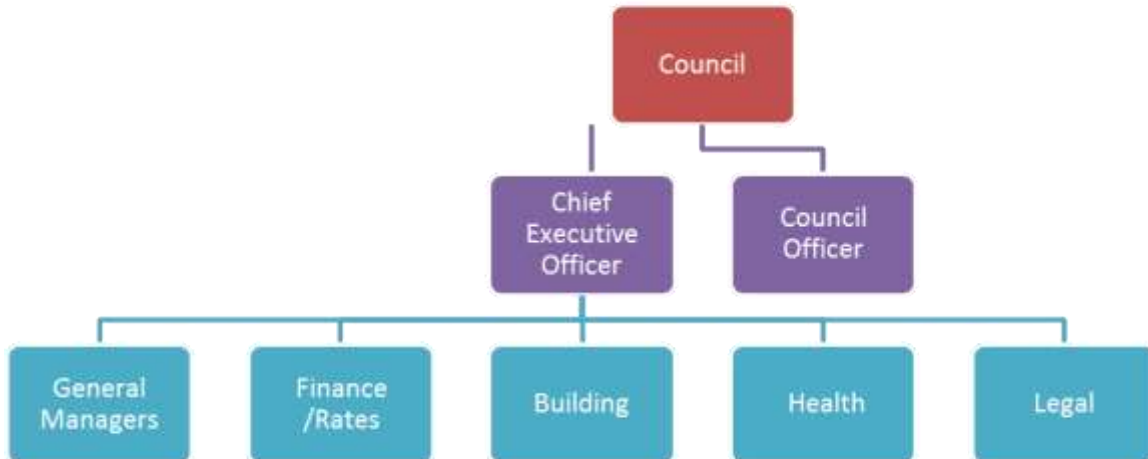 Council
Chief
Executive
Officer
Council
Officer
General
Managers
Finance
/Rates
Building
Health
Legal